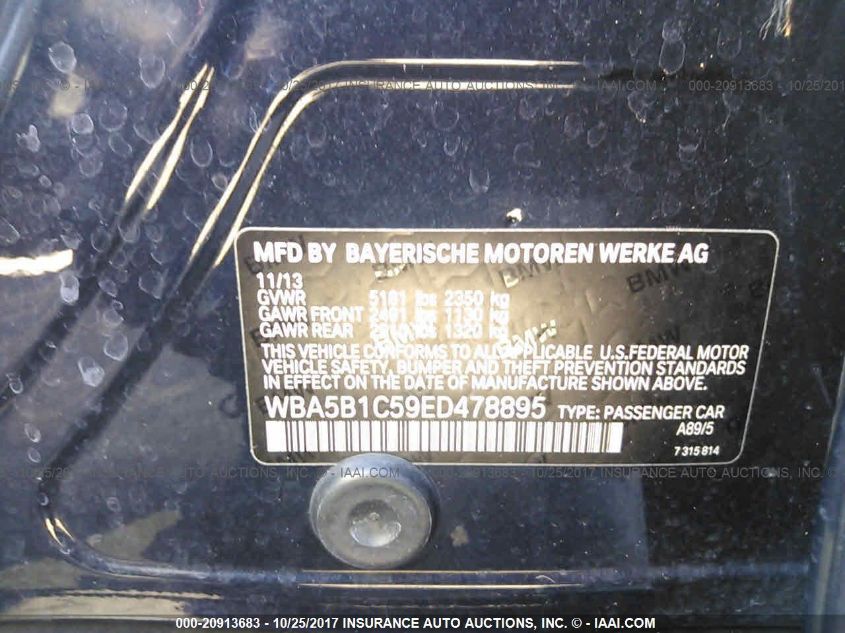 MFD BY BAYERISCHE MOTOREN WERKE AG
11/13
GVWR 5181 lbs 2350 kg
GAWR FRONT 2491 lbs 1130 kg
GAWR REAR lbs 1320 kg
THIS VEHICLE CONFORMS TO ALL APPLICABLE U.S.FEDERAL MOTOR
VEHICLE SAFETY, BUMPER AND THEFT PREVENTION STANDARDS
IN EFFECT ON THE DATE OF MANUFACTURE SHOWN ABOVE.
WBA5B1C59ED478895 TYPE: PASSENGER CAR
A89/5
7 315 814
000-20913683 - 10/25/2017 INSURANCE AUTO AUCTIONS, INC. - IAAI.COM